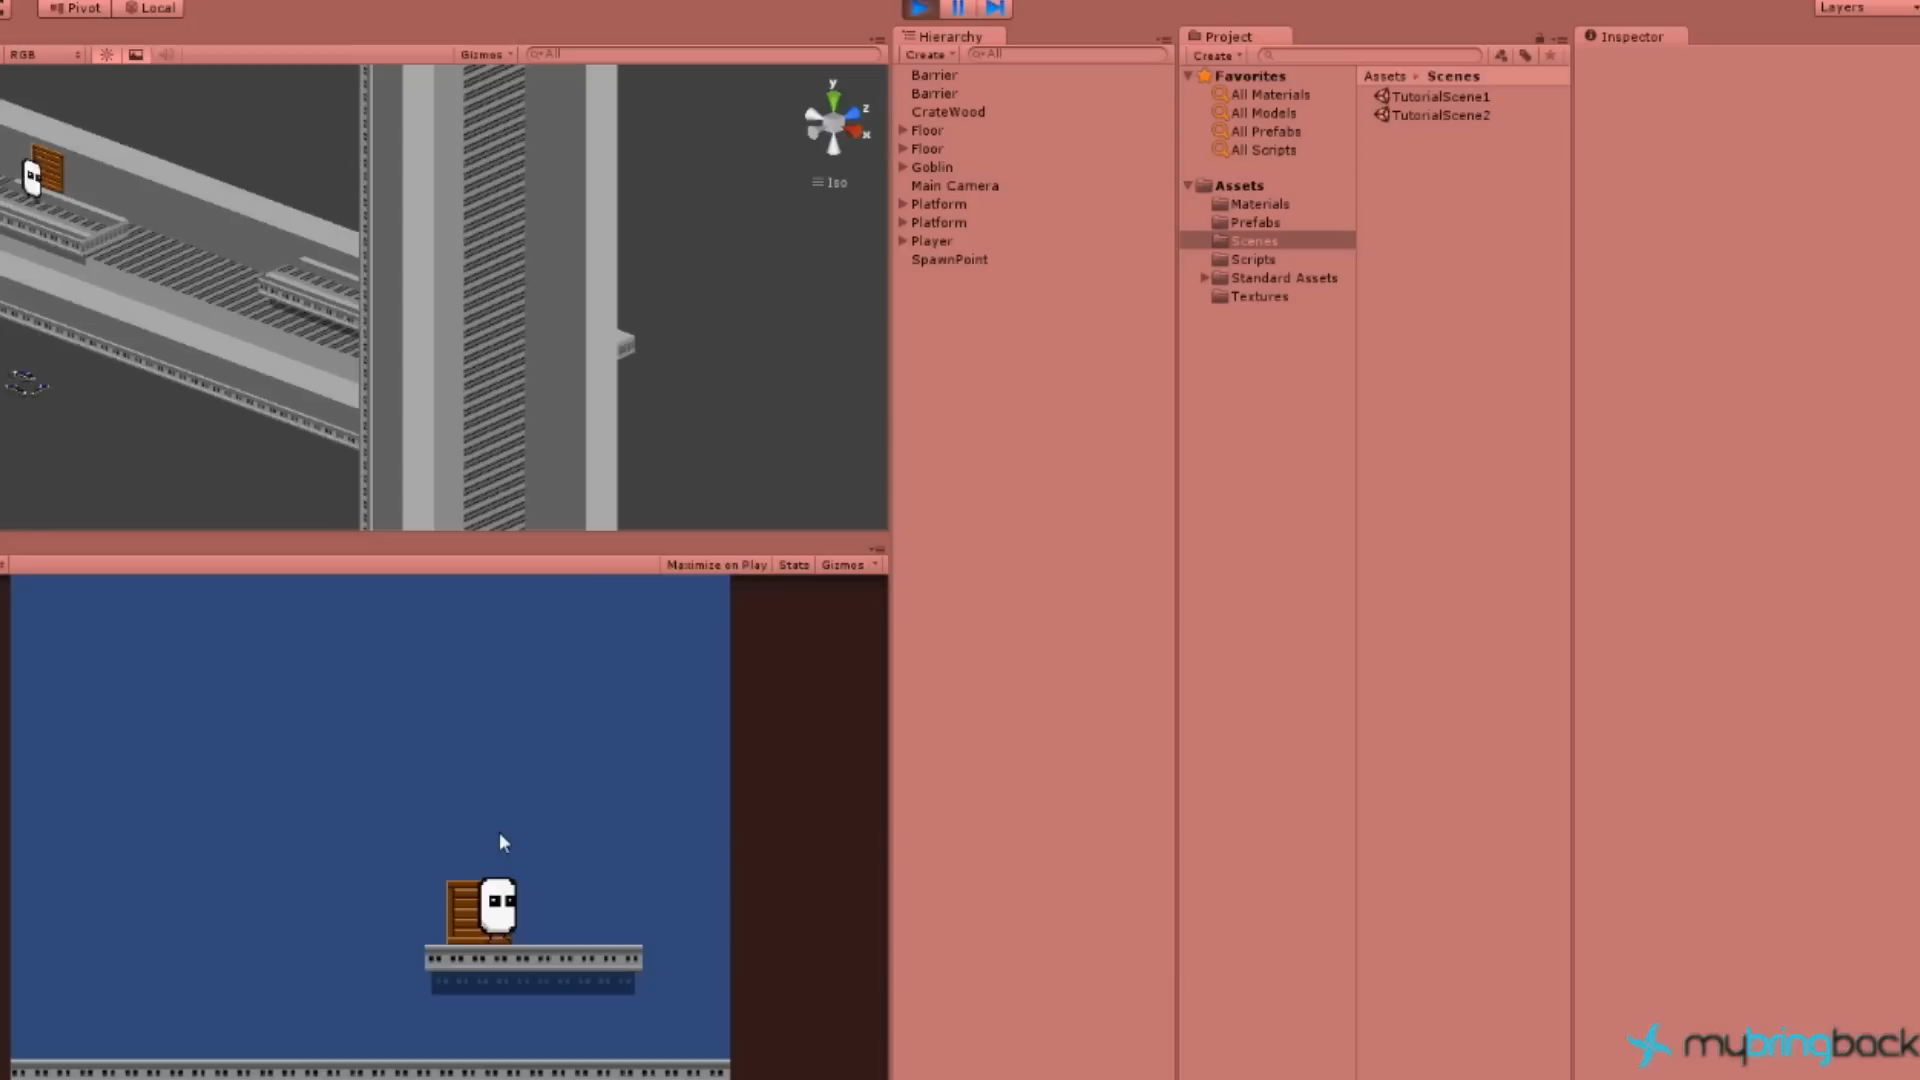 Pivot Local
Layers
Hierarchy
Project
Inspector
RGB
Gizmos All
Create All
Create
Barrier
Barrier
CrateWood
Floor
Floor
Goblin
Main Camera
Platform
Platform
Player
SpawnPoint
Favorites
All Materials
All Models
All Prefabs
All Scripts
Assets
Materials
Prefabs
Scenes
Scripts
Standard Assets
Textures
Assets Scenes
TutorialScene1
TutorialScene2
y
z
x
Iso
Maximize on Play Stats Gizmos
mybringback